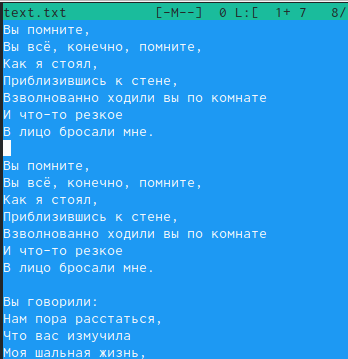 text.txt [-M--] 0 L:[ 1+ 7 8/
Вы помните,
Вы всё, конечно, помните,
Как я стоял,
Приблизившись к стене,
Взволнованно ходили вы по комнате
И что-то резкое
В лицо бросали мне.
Вы помните,
Вы всё, конечно, помните,
Как я стоял,
Приблизившись к стене,
Взволнованно ходили вы по комнате
И что-то резкое
В лицо бросали мне.
Вы говорили:
Нам пора расстаться,
Что вас измучила
Моя шальная жизнь,